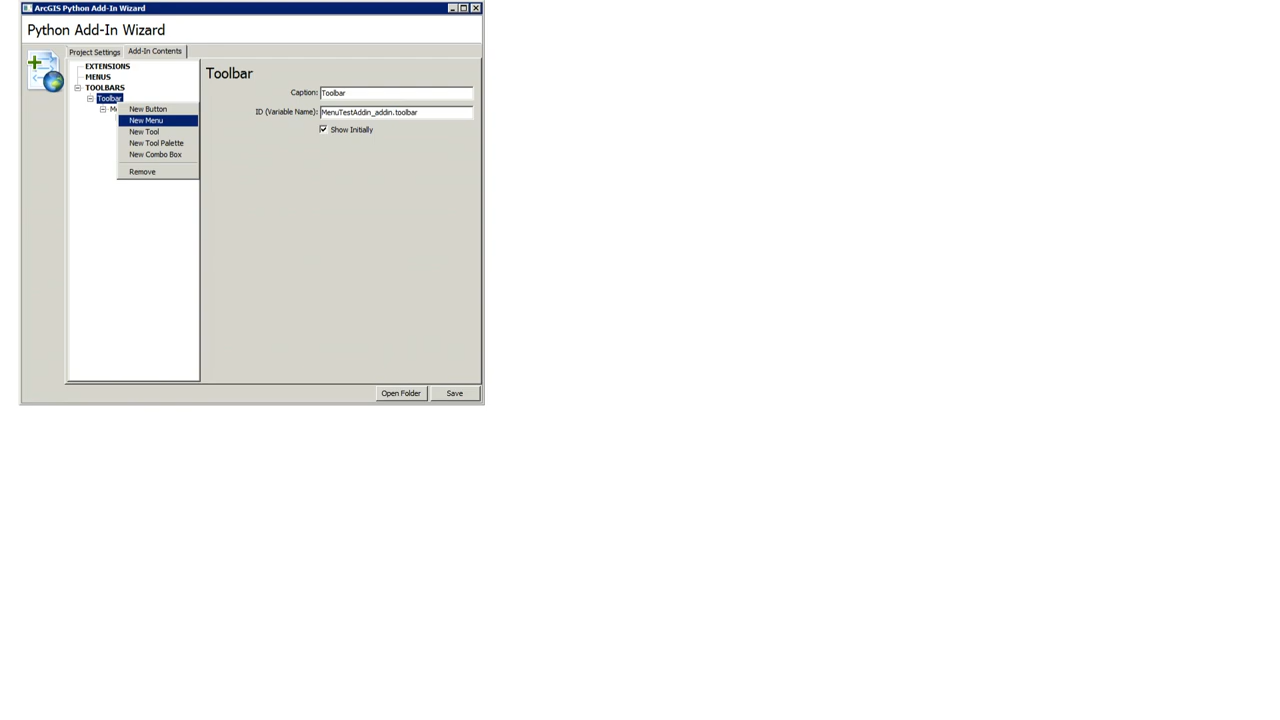 ArcGIS Python Add-In Wizard
Python Add-In Wizard
Project Settings
Add-In Contents
EXTENSIONS
MENUS
TOOLBARS
Toolbar
New Button
New Menu
New Tool
New Tool Palette
New Combo Box
Remove
Toolbar
Caption: Toolbar
ID (Variable Name): MenuTestAddin_addin.toolbar
Show Initially
Open Folder
Save